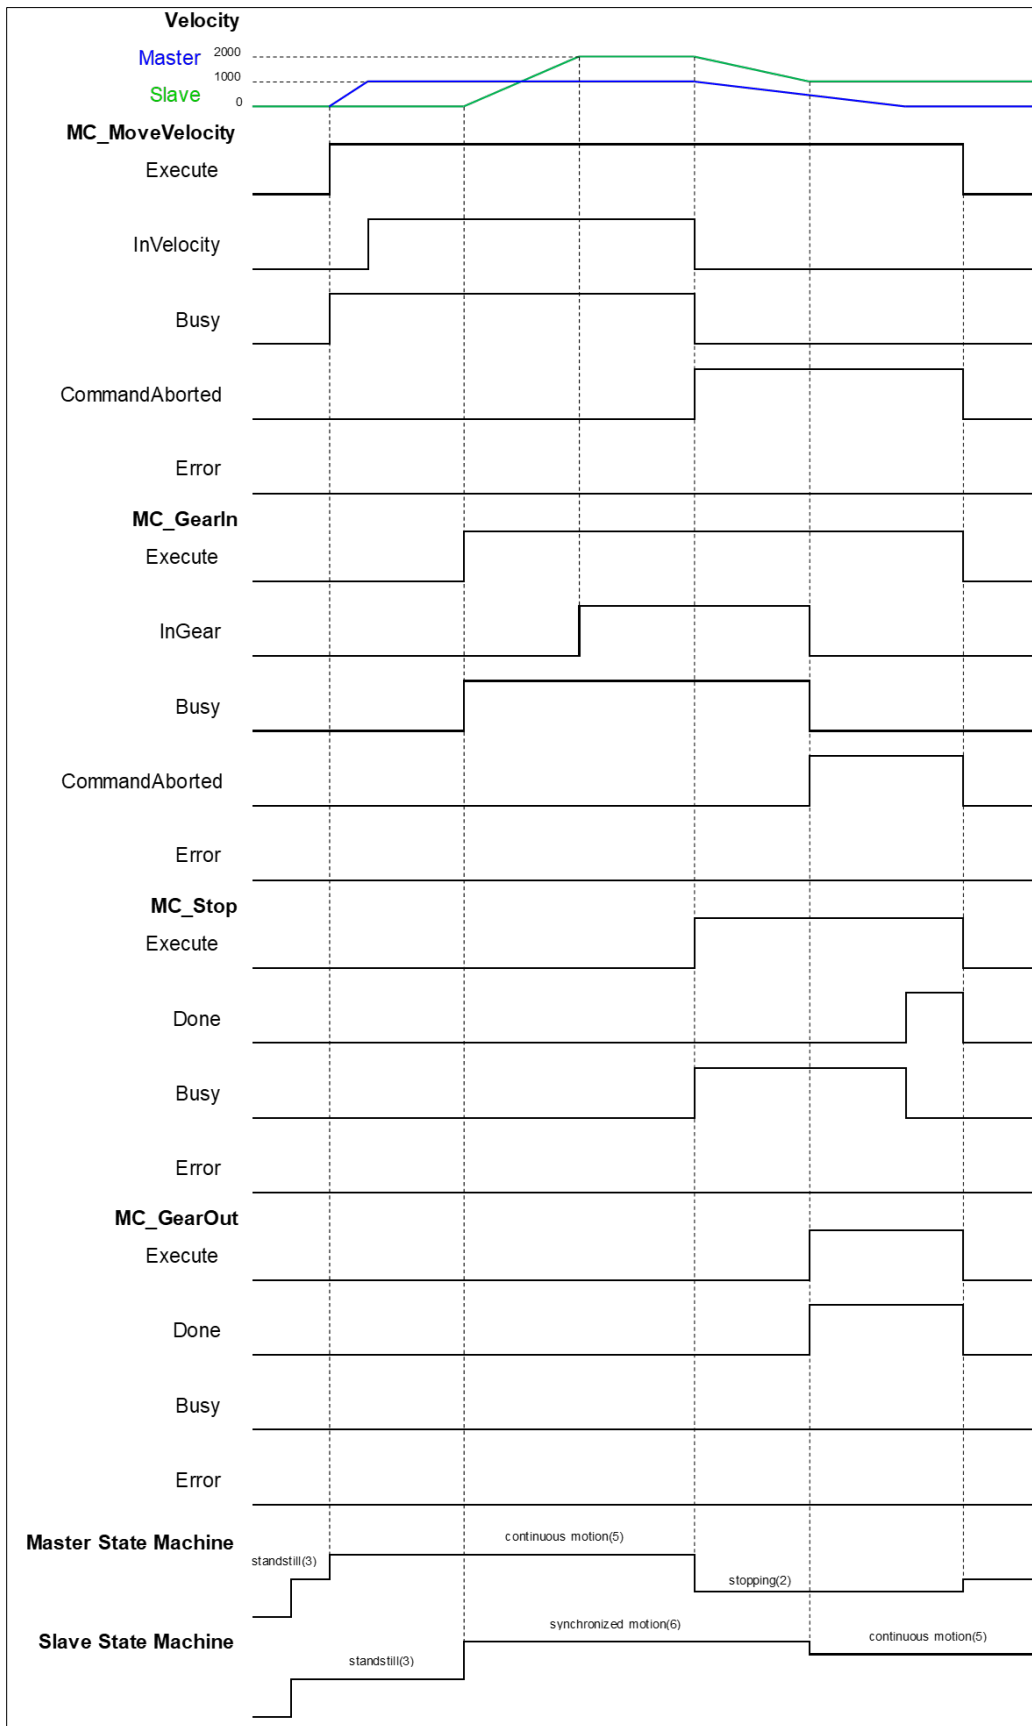 Velocity
Master 2000
1000
Slave
0
MC_MoveVelocity
Execute
InVelocity
Busy
CommandAborted
Error
MC_GearIn
Execute
InGear
Busy
CommandAborted
Error
MC_Stop
Execute
Done
Busy
Error
MC_GearOut
Execute
Done
Busy
Error
Master State Machine
continuous motion(5)
standstill(3)
stopping(2)
synchronized motion(6)
Slave State Machine
continuous motion(5)
standstill(3)